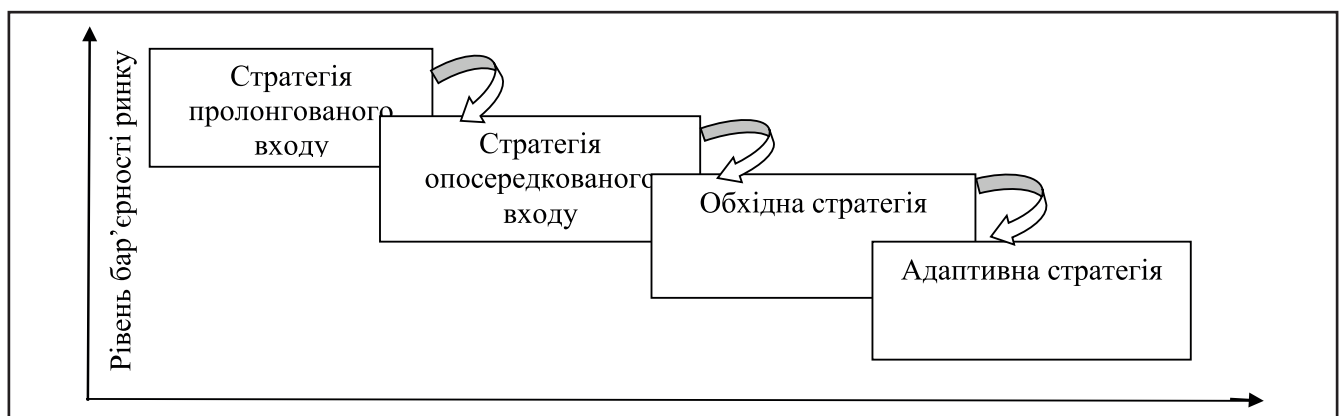 Рівень бар’єрності ринку
Стратегія
пролонгованого
входу
Стратегія
опосередкованого
входу
Обхідна стратегія
Адаптивна стратегія